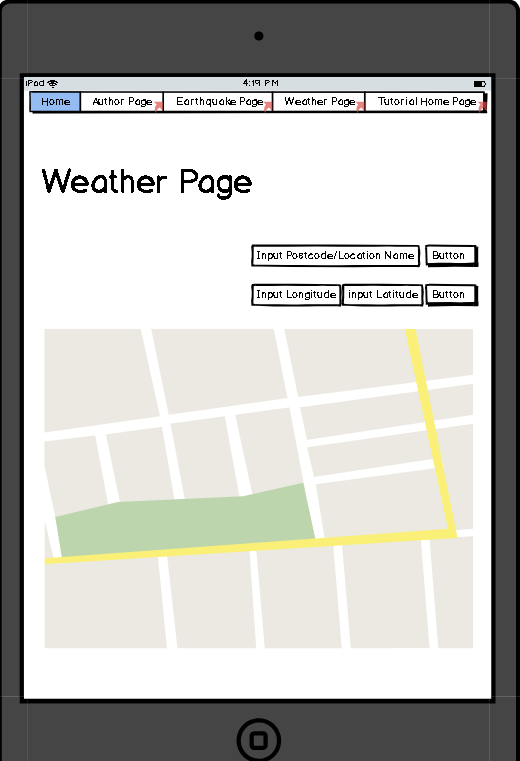 iPad 4:19 PM
Home Author Page Earthquake Page Weather Page Tutorial Home Page
Weather Page
Input Postcode/Location Name Button
Input Longitude input Latitude Button